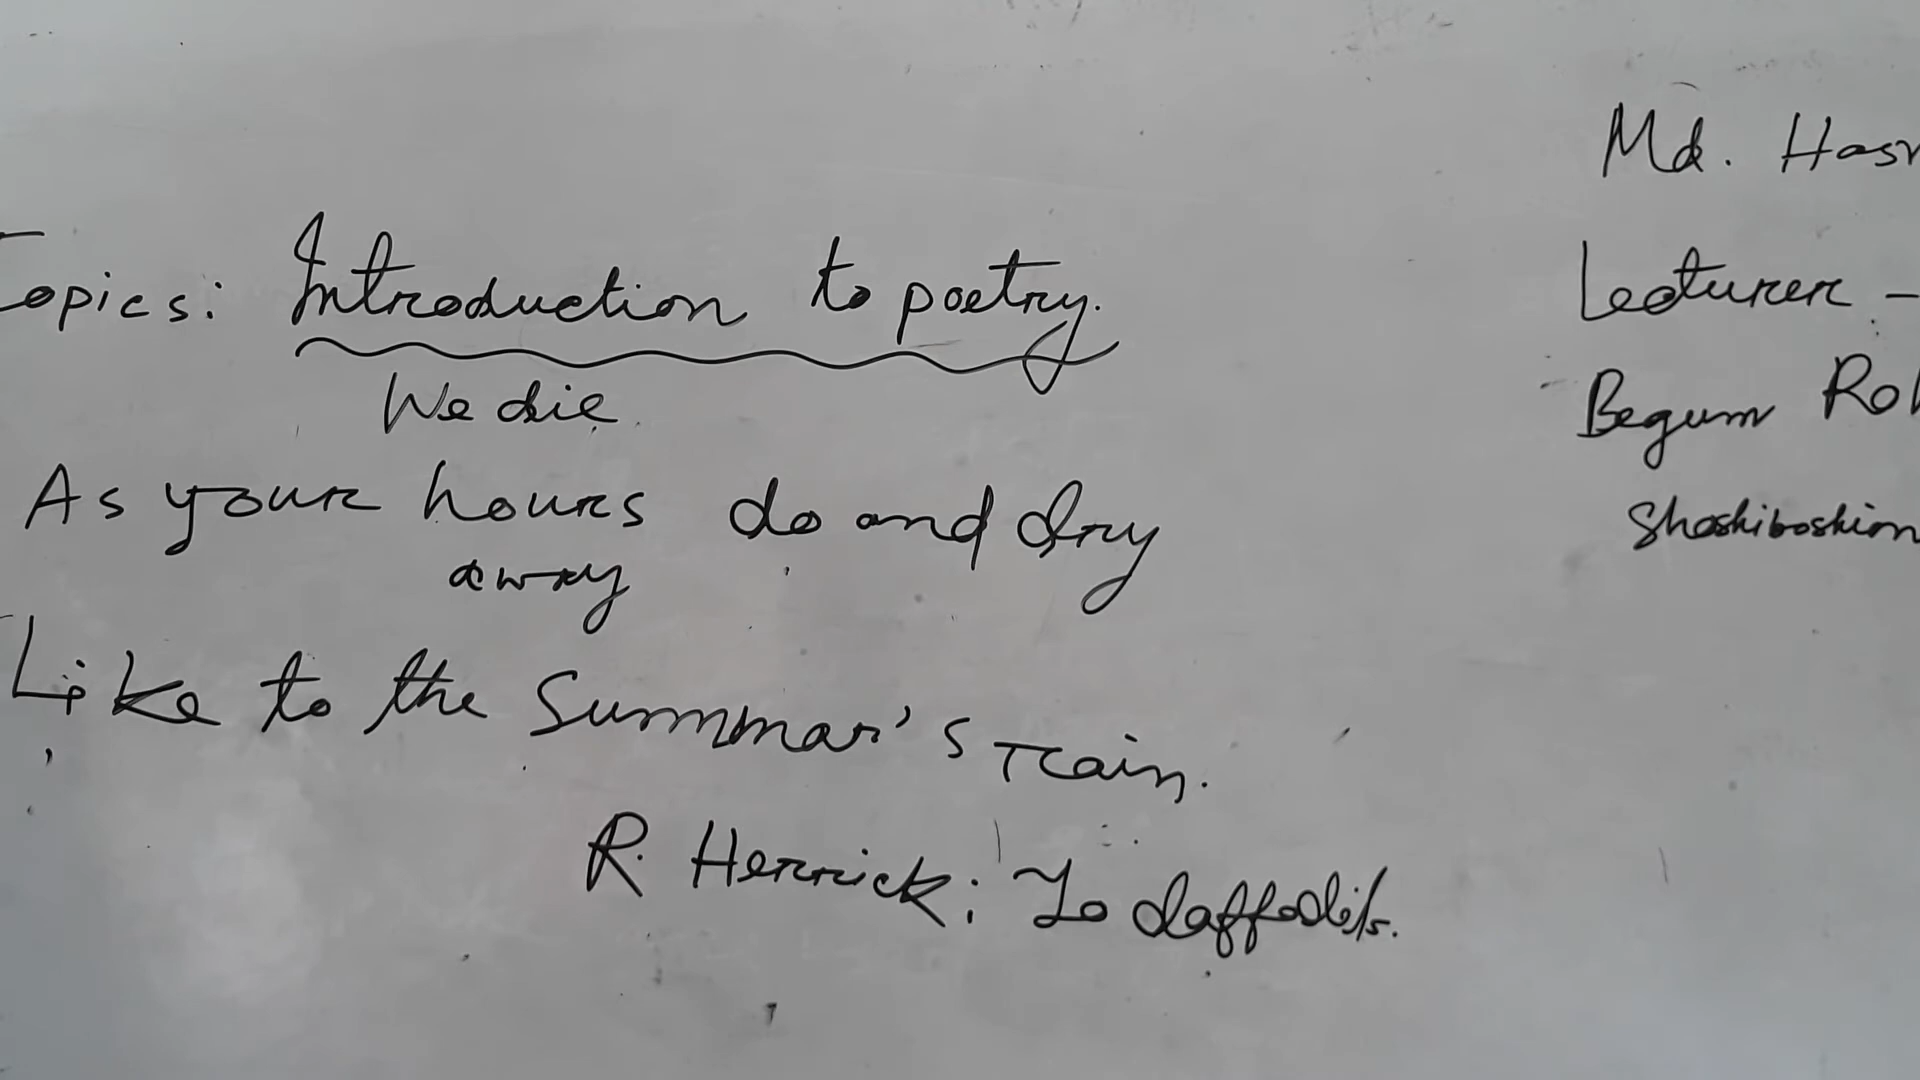 Topics: Introduction to poetry.
We die
As your hours do and dry
away
Like to the Summar's rain.
R. Herrick: To daffodils.
Md. Hasn
Lecturer -
Begum Rok